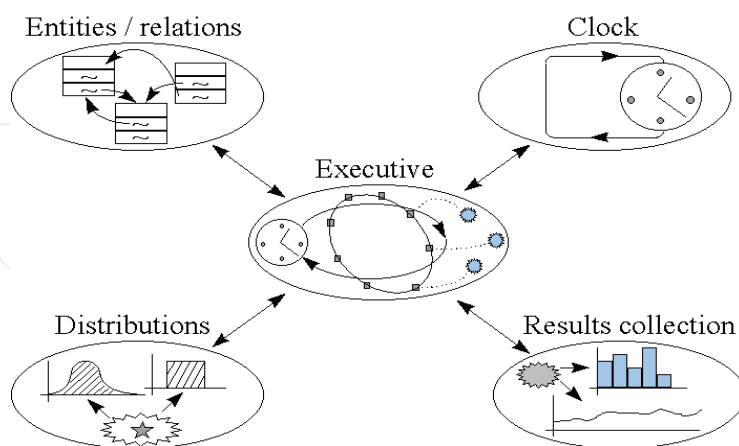 Entities / relations
Clock
Executive
Distributions
Results collection